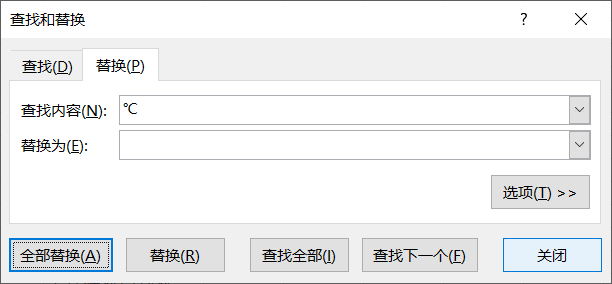 查找和替换
查找(D) 替换(P)
查找内容(N): ℃
替换为(E):
选项(T) >>
全部替换(A) 替换(R) 查找全部(I) 查找下一个(F) 关闭